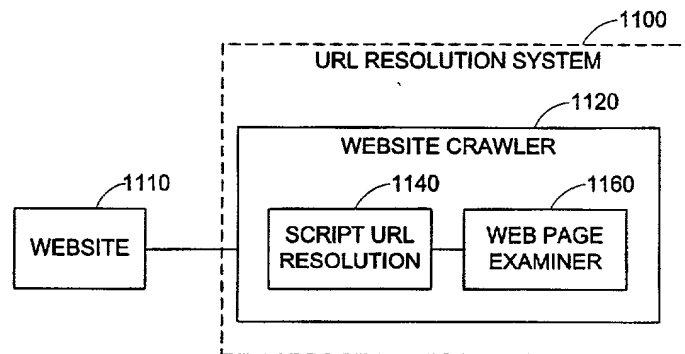 1100
URL RESOLUTION SYSTEM
1120
WEBSITE CRAWLER
1110
1140
1160
WEBSITE
SCRIPT URL
RESOLUTION
WEB PAGE
EXAMINER